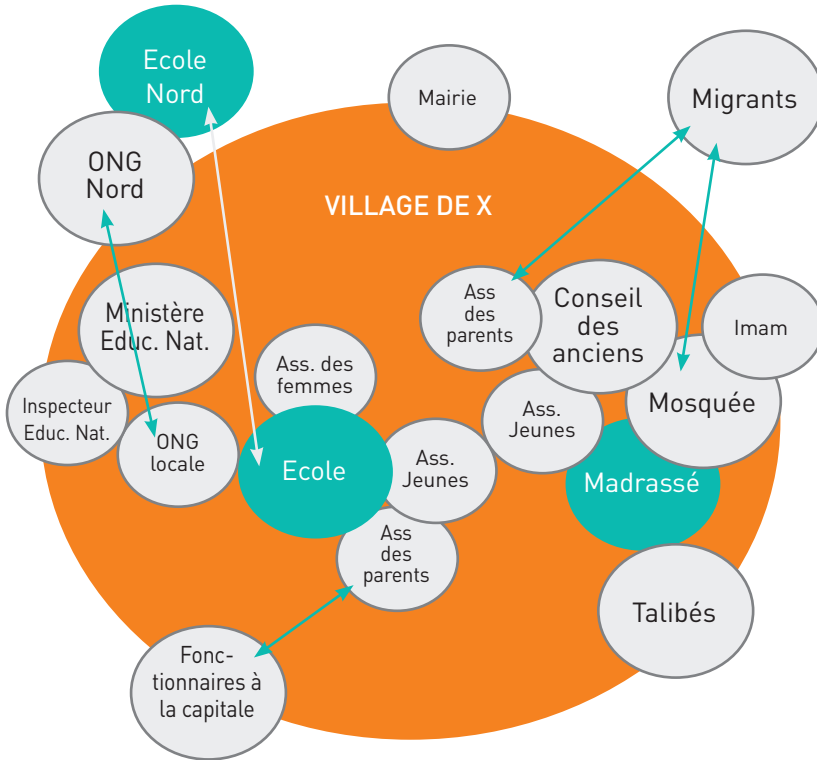 Ecole
Nord
Mairie
Migrants
ONG
Nord
VILLAGE DE X
Ministère
Educ. Nat.
Ass
des
parents
Conseil
des
anciens
Imam
Inspecteur
Educ. Nat.
ONG
locale
Ass. des
femmes
Ecole
Ass.
Jeunes
Ass.
Jeunes
Mosquée
Madrassé
Ass
des
parents
Talibés
Fonc-
tionnaires à
la capitale